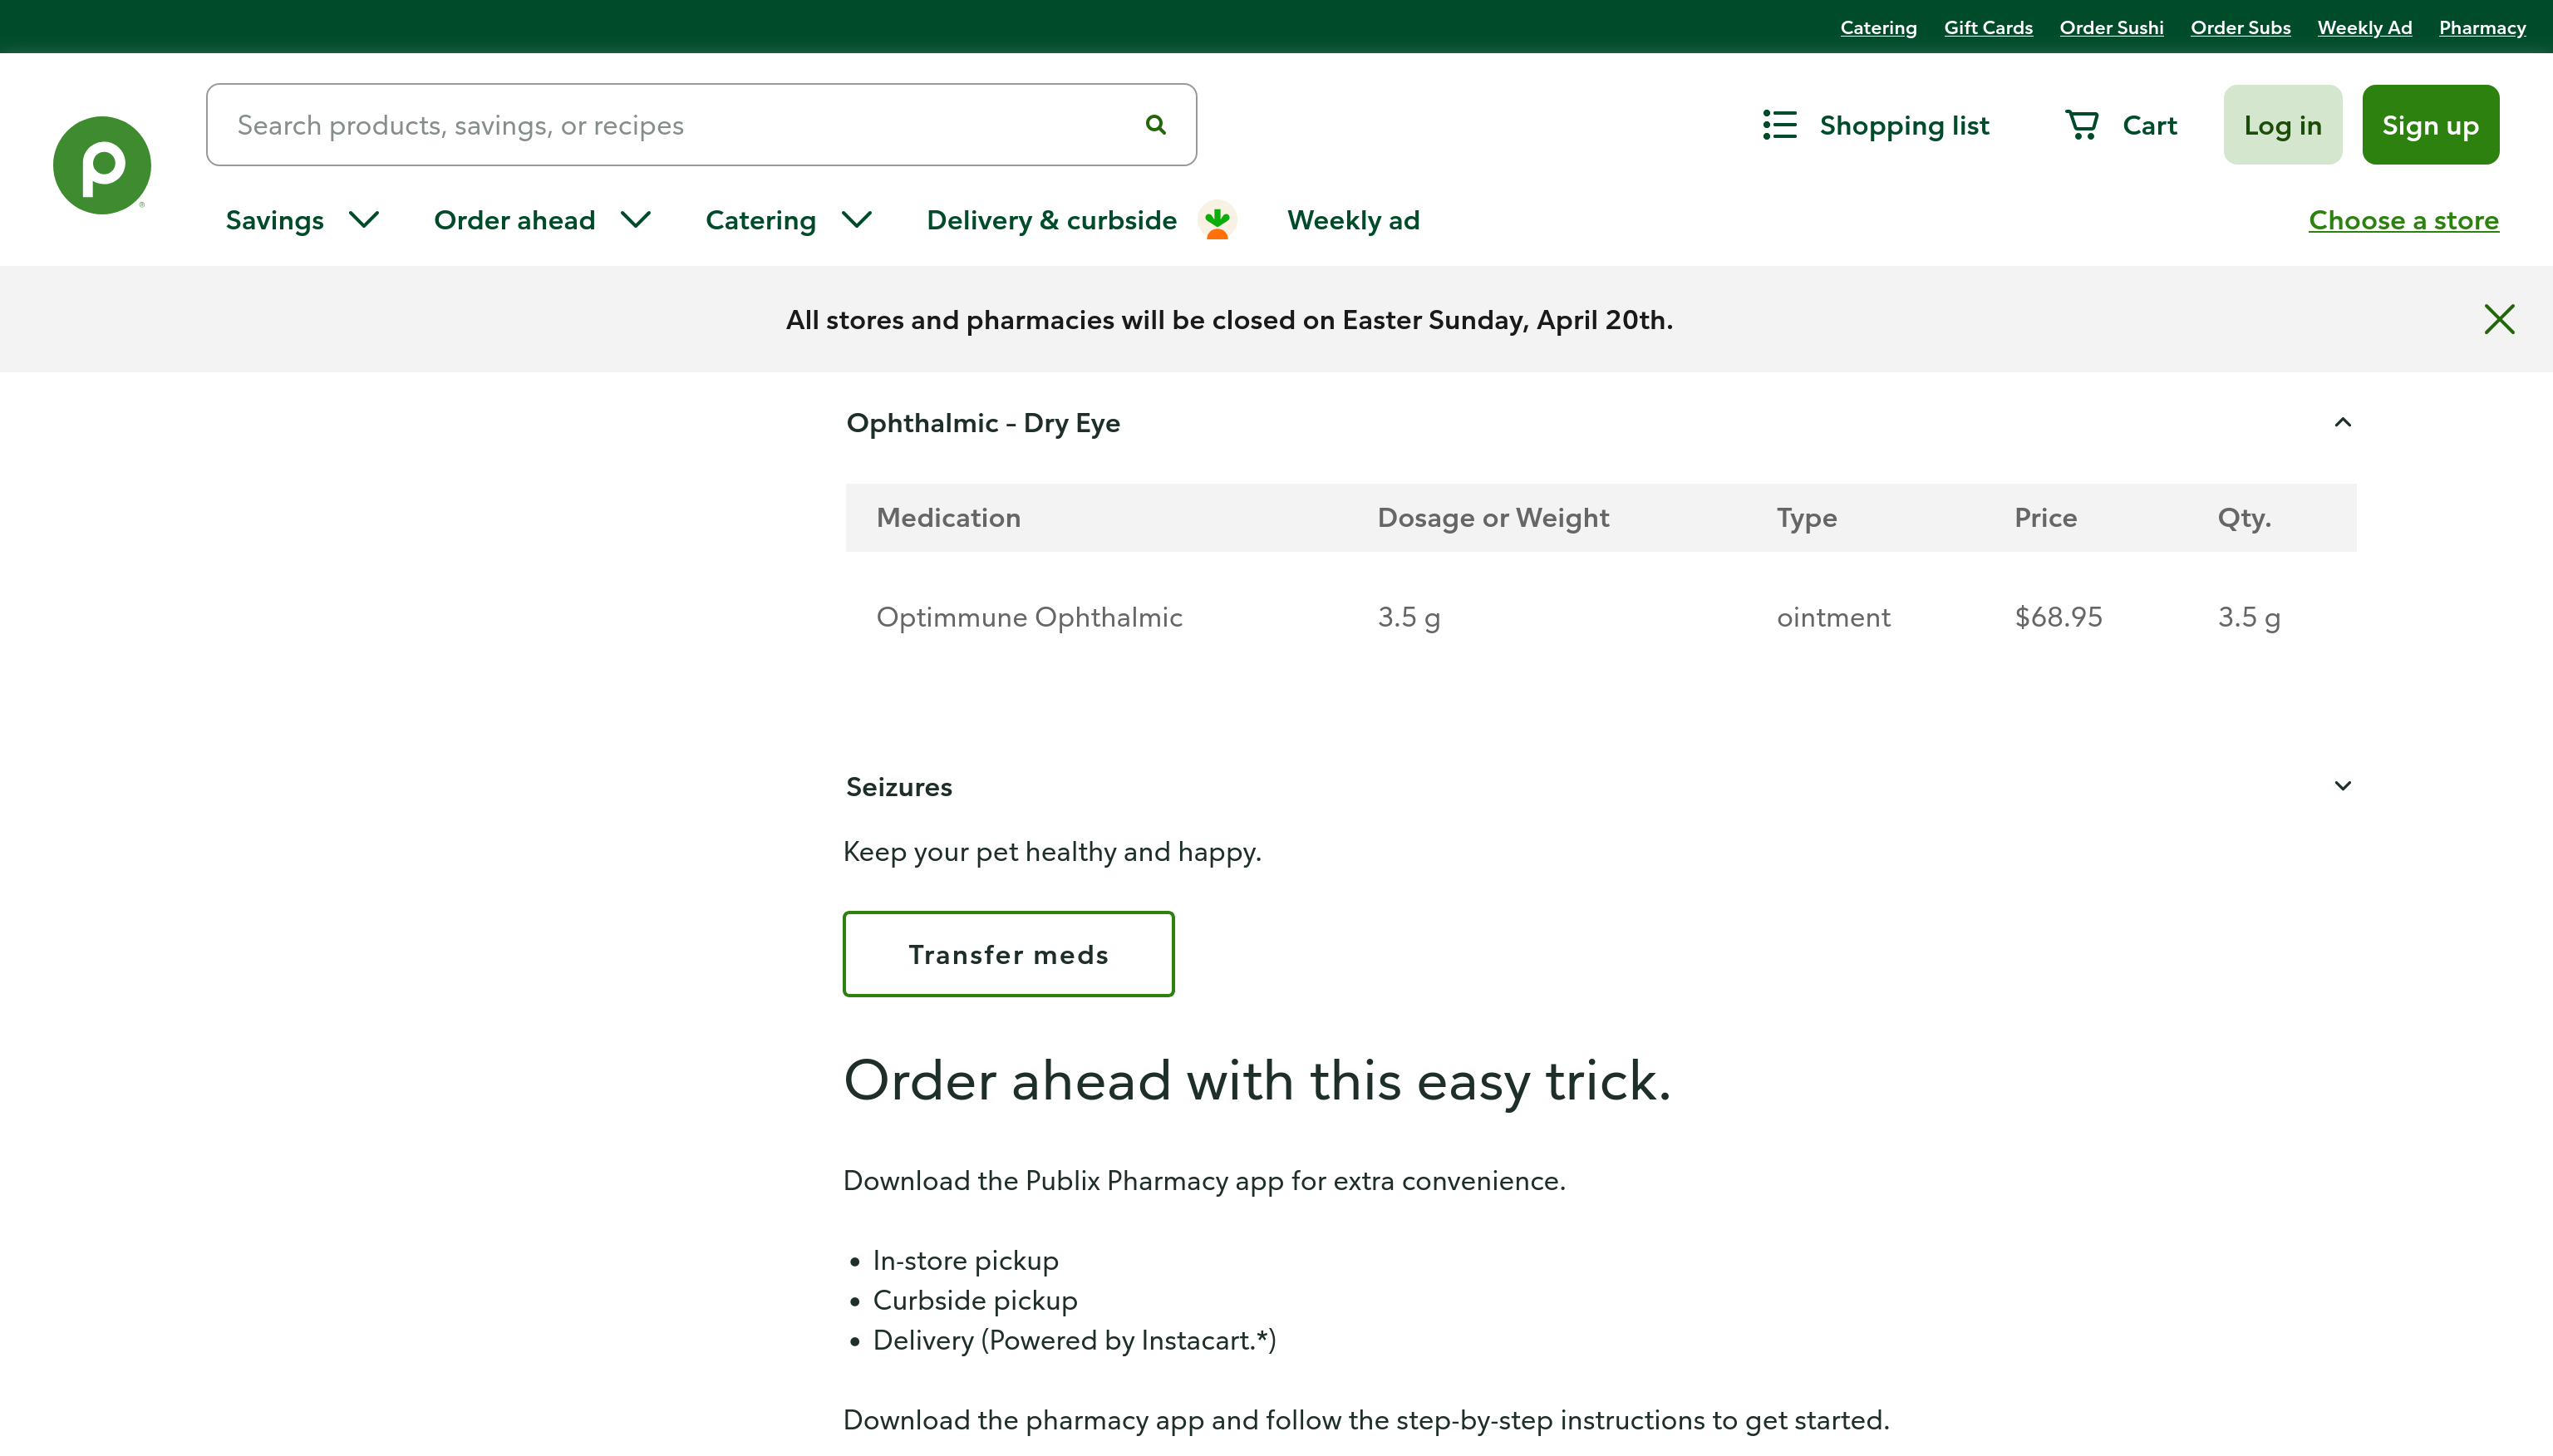 Catering Gift Cards Order Sushi Order Subs Weekly Ad Pharmacy
Search products, savings, or recipes
Shopping list Cart Log in Sign up
p
Savings Order ahead Catering Delivery & curbside Weekly ad Choose a store
All stores and pharmacies will be closed on Easter Sunday, April 20th.
Ophthalmic - Dry Eye
Medication Dosage or Weight Type Price Qty.
Optimmune Ophthalmic 3.5 g ointment $68.95 3.5 g
Seizures
Keep your pet healthy and happy.
Transfer meds
Order ahead with this easy trick.
Download the Publix Pharmacy app for extra convenience.
• In-store pickup
• Curbside pickup
• Delivery (Powered by Instacart.*)
Download the pharmacy app and follow the step-by-step instructions to get started.